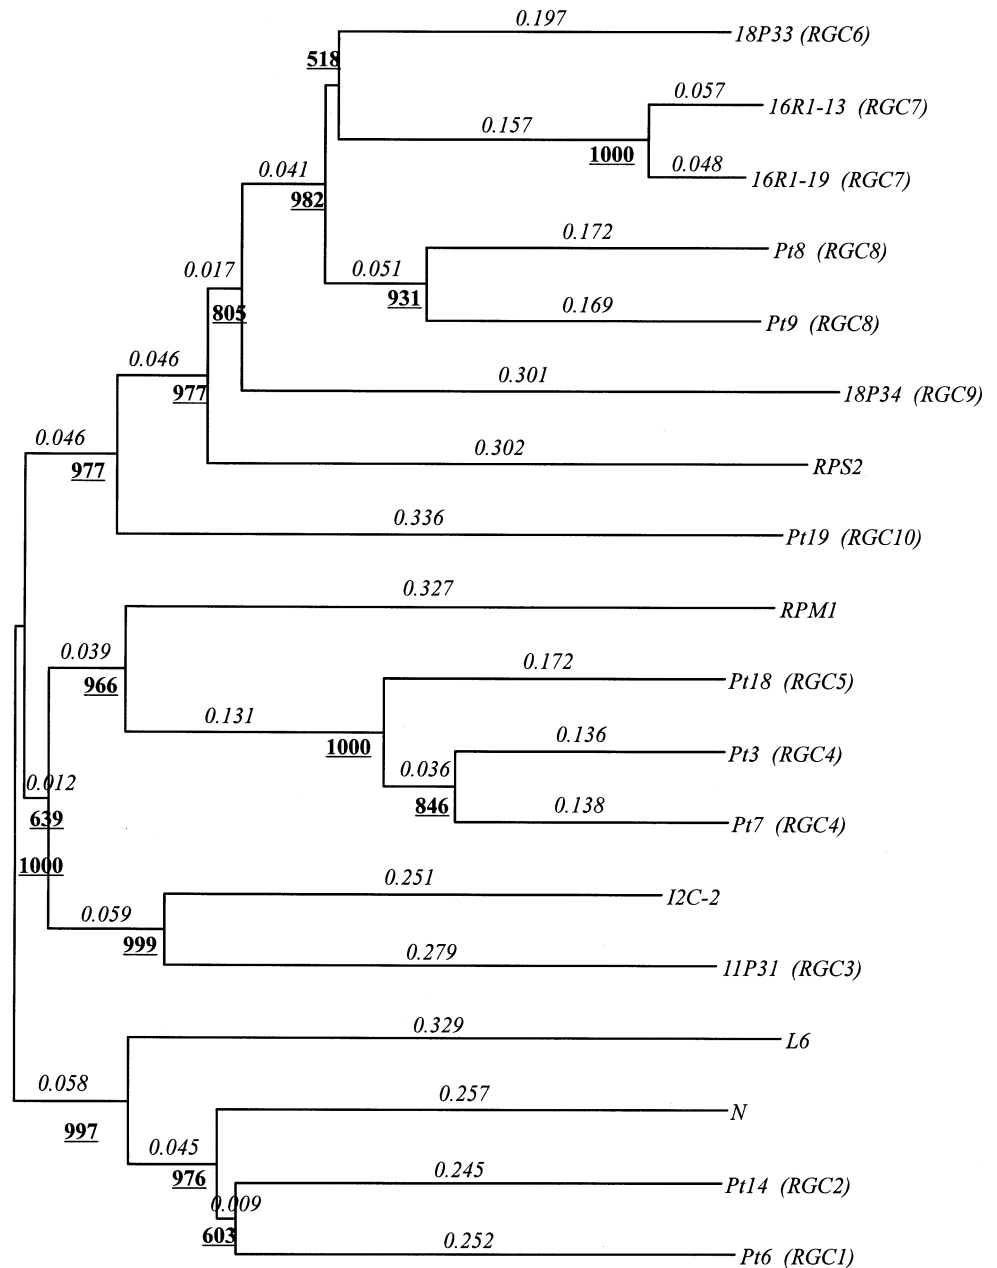 0.197
18P33 (RGC6)
518
0.057
16R1-13 (RGC7)
0.157
1000
0.048
16R1-19 (RGC7)
0.041
982
0.172
Pt8 (RGC8)
0.051
931
0.169
Pt9 (RGC8)
0.017
805
0.046
977
0.301
18P34 (RGC9)
0.302
RPS2
0.046
977
0.336
Pt19 (RGC10)
0.327
RPM1
0.039
966
0.172
Pt18 (RGC5)
0.131
1000
0.136
Pt3 (RGC4)
0.036
846
0.138
Pt7 (RGC4)
0.012
639
1000
0.251
I2C-2
0.059
999
0.279
11P31 (RGC3)
0.329
L6
0.058
997
0.257
N
0.045
976
0.245
Pt14 (RGC2)
0.009
603
0.252
Pt6 (RGC1)